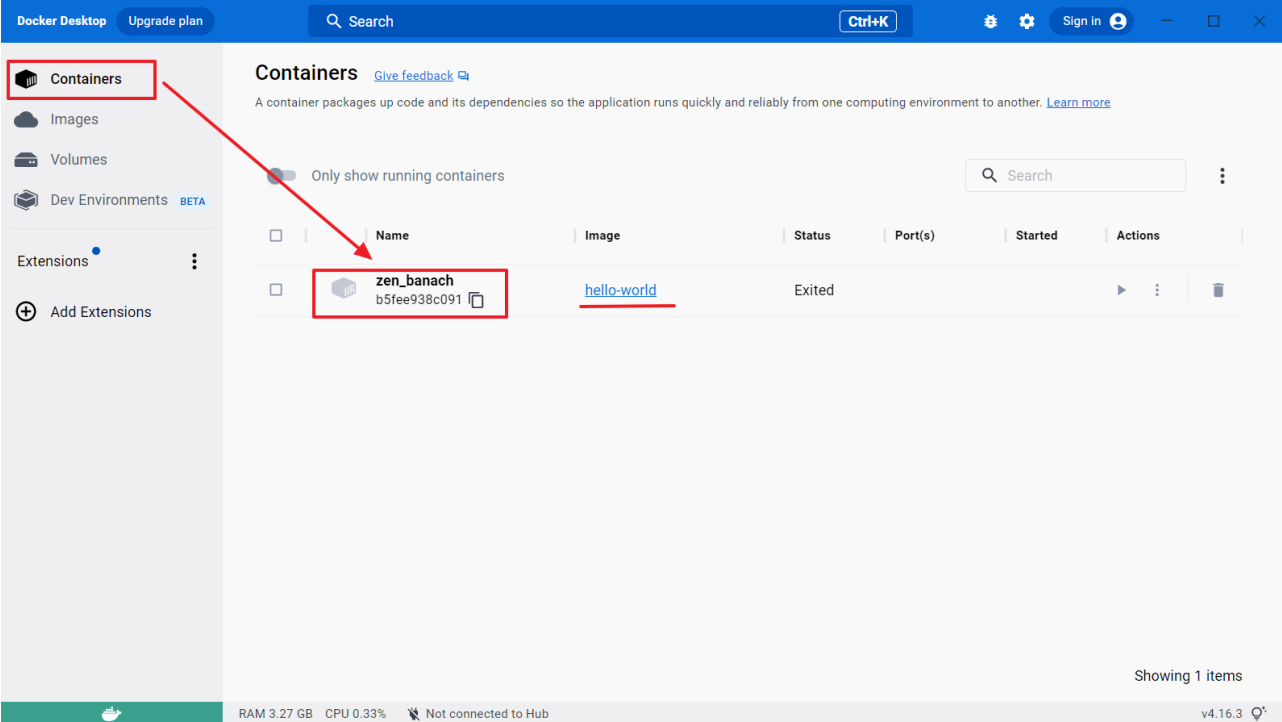 Docker Desktop Upgrade plan Search Ctrl+K Sign in
Containers
Images
Volumes
Dev Environments BETA
Extensions
Add Extensions
Containers Give feedback
A container packages up code and its dependencies so the application runs quickly and reliably from one computing environment to another. Learn more
Only show running containers Search
Name Image Status Port(s) Started Actions
zen_banach
b5fee938c091 hello-world Exited
Showing 1 items
RAM 3.27 GB CPU 0.33% Not connected to Hub v4.16.3